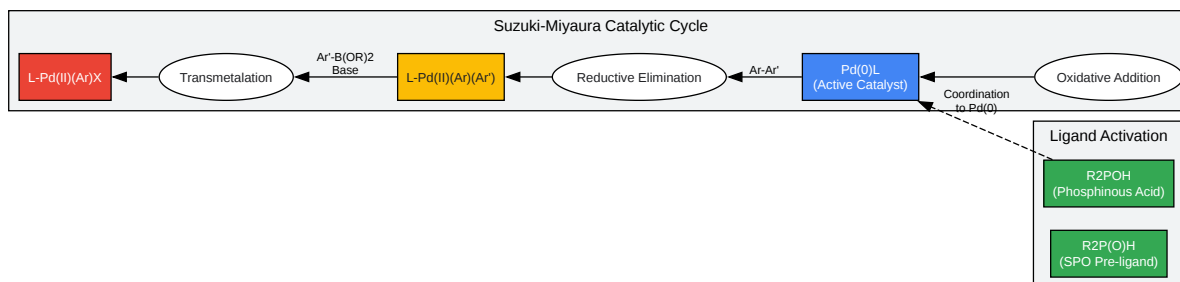 Suzuki-Miyaura Catalytic Cycle
L-Pd(II)(Ar)X
Transmetalation
Ar'-B(OR)2
Base
L-Pd(II)(Ar)(Ar')
Reductive Elimination
Ar-Ar'
Pd(0)L
(Active Catalyst)
Oxidative Addition
Coordination
to Pd(0)
Ligand Activation
R2POH
(Phosphinous Acid)
R2P(O)H
(SPO Pre-ligand)